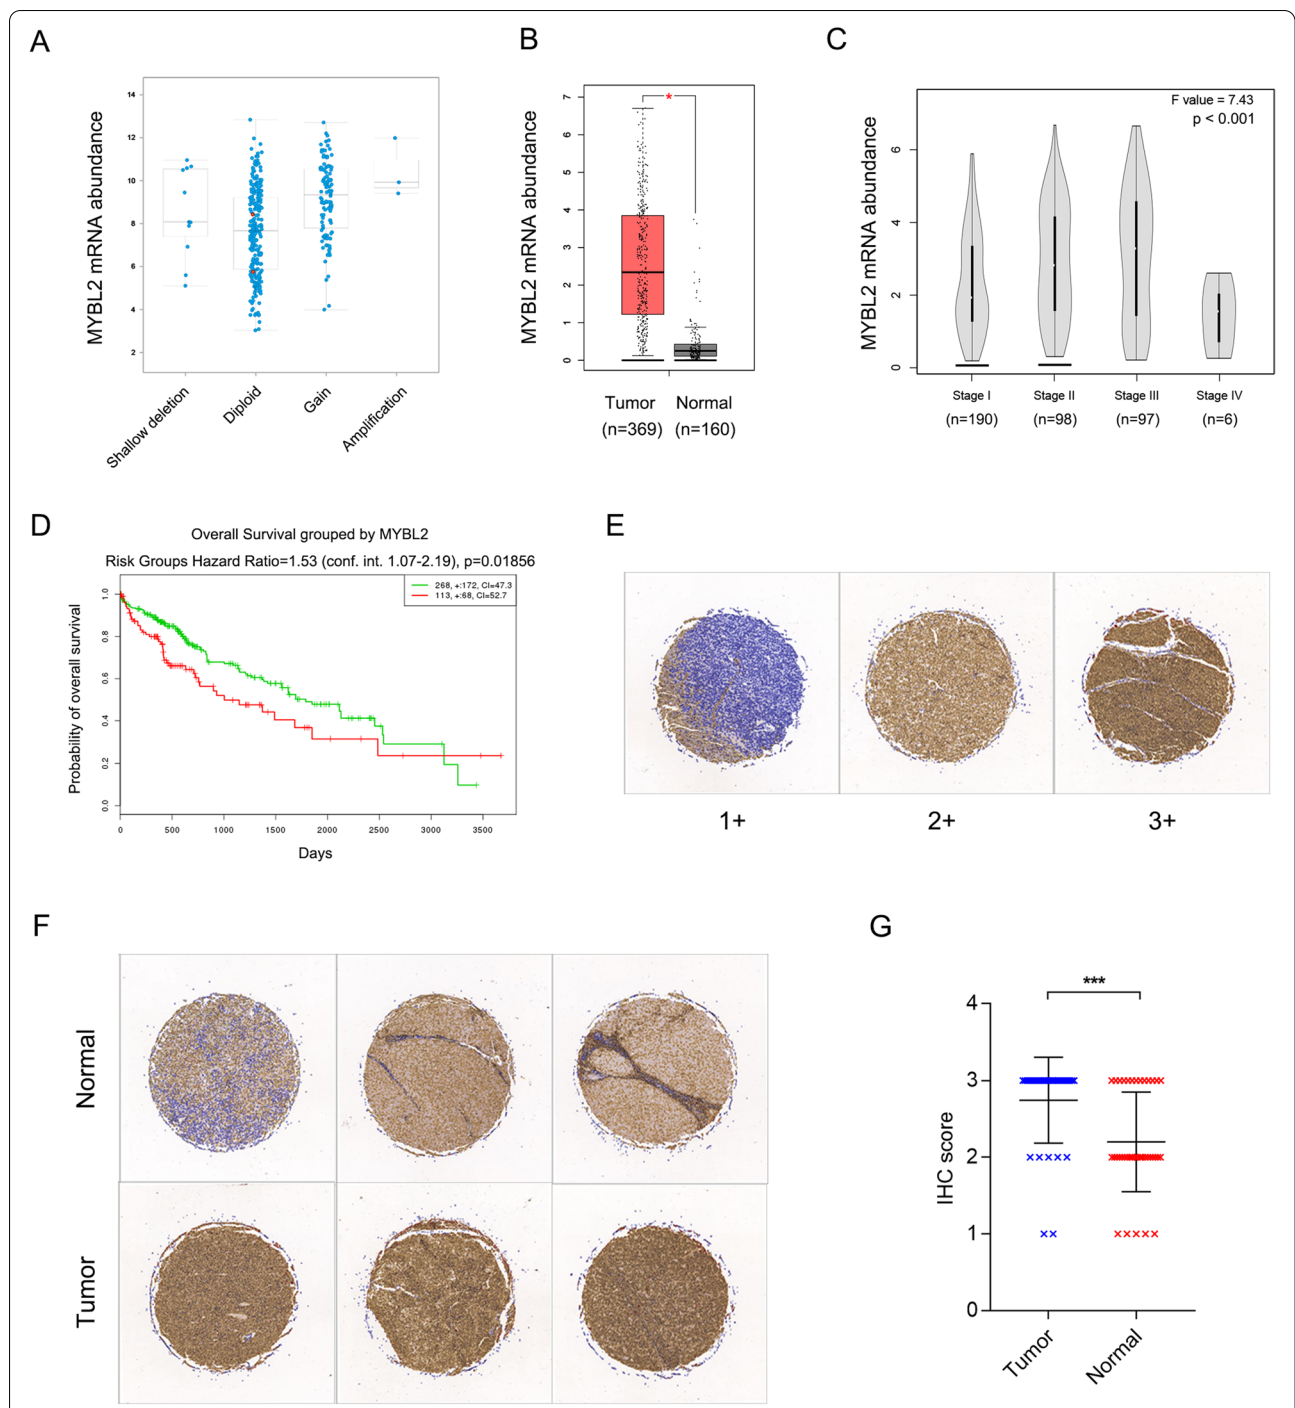 A
MYBL2 mRNA abundance
14
12
10
8
6
4
2
Shallow deletion
Diploid
Gain
Amplification
B
MYBL2 mRNA abundance
7
6
5
4
3
2
1
0
*
Tumor Normal
(n=369) (n=160)
C
MYBL2 mRNA abundance
F value = 7.43
p < 0.001
6
4
2
0
Stage I Stage II Stage III Stage IV
(n=190) (n=98) (n=97) (n=6)
D
Overall Survival grouped by MYBL2
Risk Groups Hazard Ratio=1.53 (conf. int. 1.07-2.19), p=0.01856
268, +:172, CI=47.3
113, +:68, CI=52.7
Probability of overall survival
1.0
0.8
0.6
0.4
0.2
0.0
0 500 1000 1500 2000 2500 3000 3500
Days
E
1+ 2+ 3+
F
Normal
Tumor
G
***
IHC score
4
3
2
1
0
Tumor
Normal